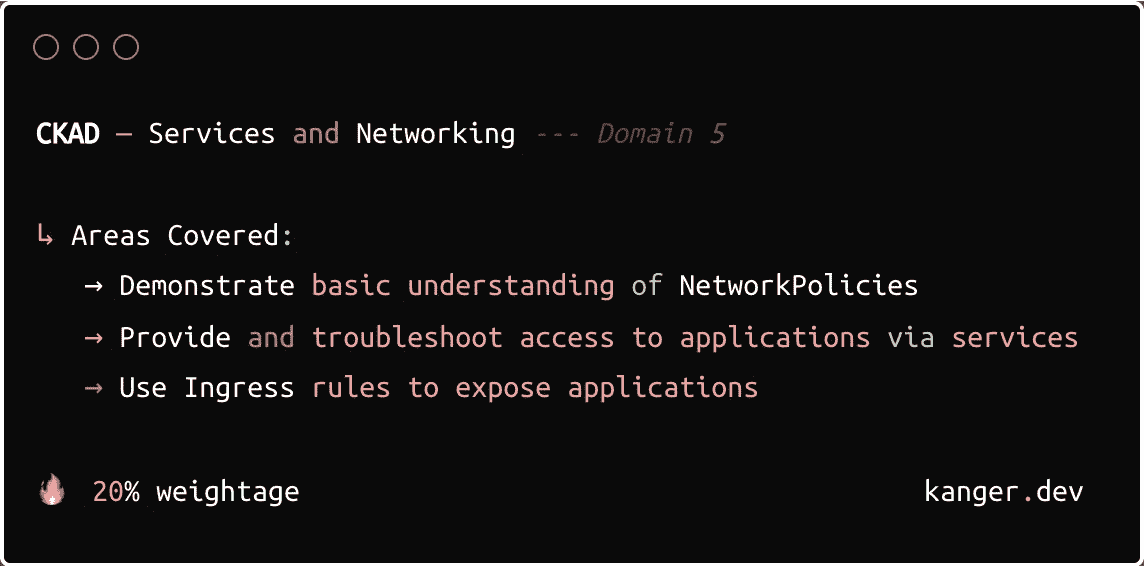 CKAD – Services and Networking --- Domain 5
↳ Areas Covered:
→ Demonstrate basic understanding of NetworkPolicies
→ Provide and troubleshoot access to applications via services
→ Use Ingress rules to expose applications
🔥 20% weightage
kanger.dev